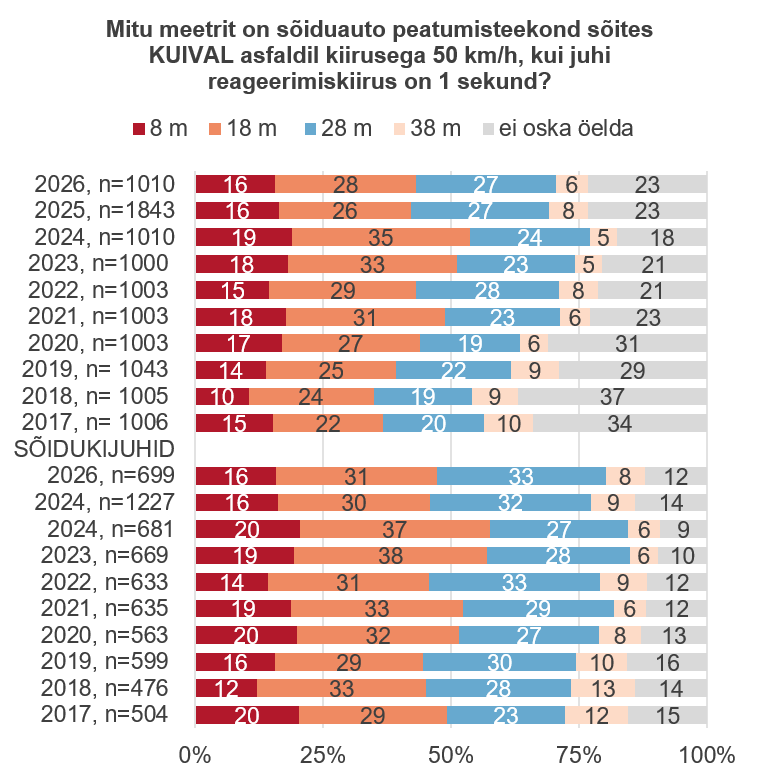 Mitu meetrit on sõiduauto peatumisteekond sõites
KUIVAL asfaldil kiirusega 50 km/h, kui juhi
reageerimiskiirus on 1 sekund?
8 m 18 m 28 m 38 m ei oska öelda
2026, n=1010 16 28 27 6 23
2025, n=1843 16 26 27 8 23
2024, n=1010 19 35 24 5 18
2023, n=1000 18 33 23 5 21
2022, n=1003 15 29 28 8 21
2021, n=1003 18 31 23 6 23
2020, n=1003 17 27 19 6 31
2019, n= 1043 14 25 22 9 29
2018, n= 1005 10 24 19 9 37
2017, n= 1006 15 22 20 10 34
SÕIDUKIJUHID
2026, n=699 16 31 33 8 12
2024, n=1227 16 30 32 9 14
2024, n=681 20 37 27 6 9
2023, n=669 19 38 28 6 10
2022, n=633 14 31 33 9 12
2021, n=635 19 33 29 6 12
2020, n=563 20 32 27 8 13
2019, n=599 16 29 30 10 16
2018, n=476 12 33 28 13 14
2017, n=504 20 29 23 12 15
0% 25% 50% 75% 100%